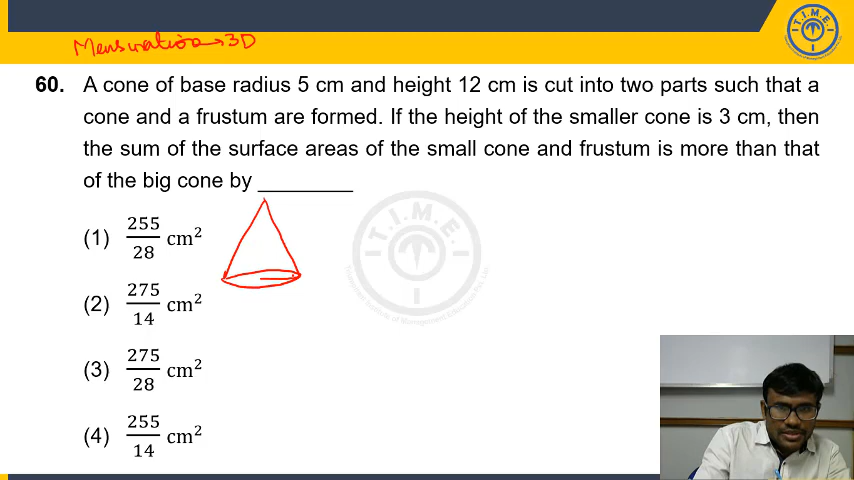 T.I.M.E.
Mensuration → 3D
60. A cone of base radius 5 cm and height 12 cm is cut into two parts such that a
cone and a frustum are formed. If the height of the smaller cone is 3 cm, then
the sum of the surface areas of the small cone and frustum is more than that
of the big cone by ________
(1) 255/28 cm²
(2) 275/14 cm²
(3) 275/28 cm²
(4) 255/14 cm²
T.I.M.E.